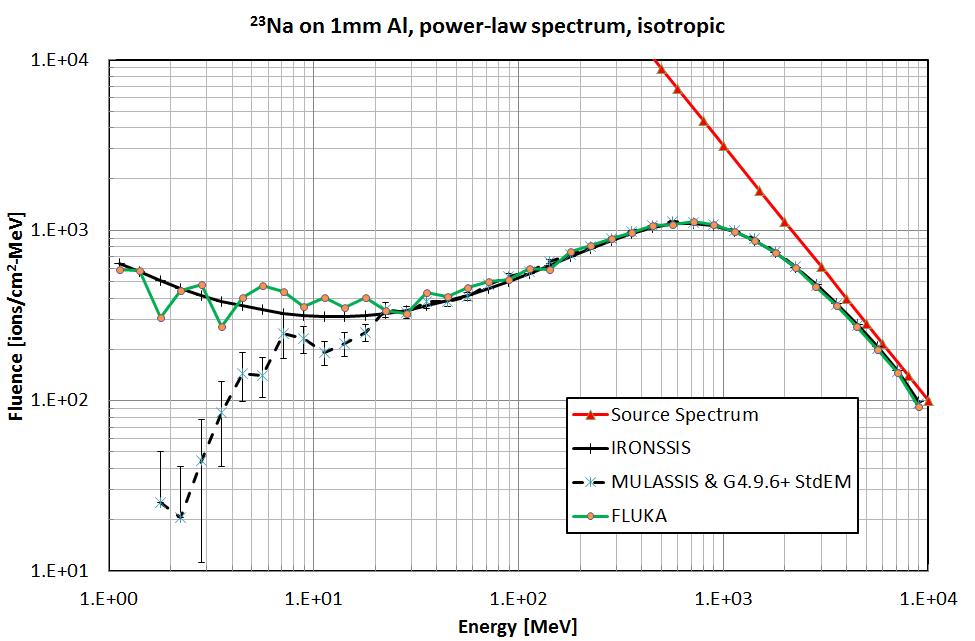 ²³Na on 1mm Al, power-law spectrum, isotropic
1.E+04
1.E+03
1.E+02
1.E+01
Fluence [ions/cm²-MeV]
Source Spectrum
IRONSSIS
MULASSIS & G4.9.6+ StdEM
FLUKA
1.E+00 1.E+01 1.E+02 1.E+03 1.E+04
Energy [MeV]